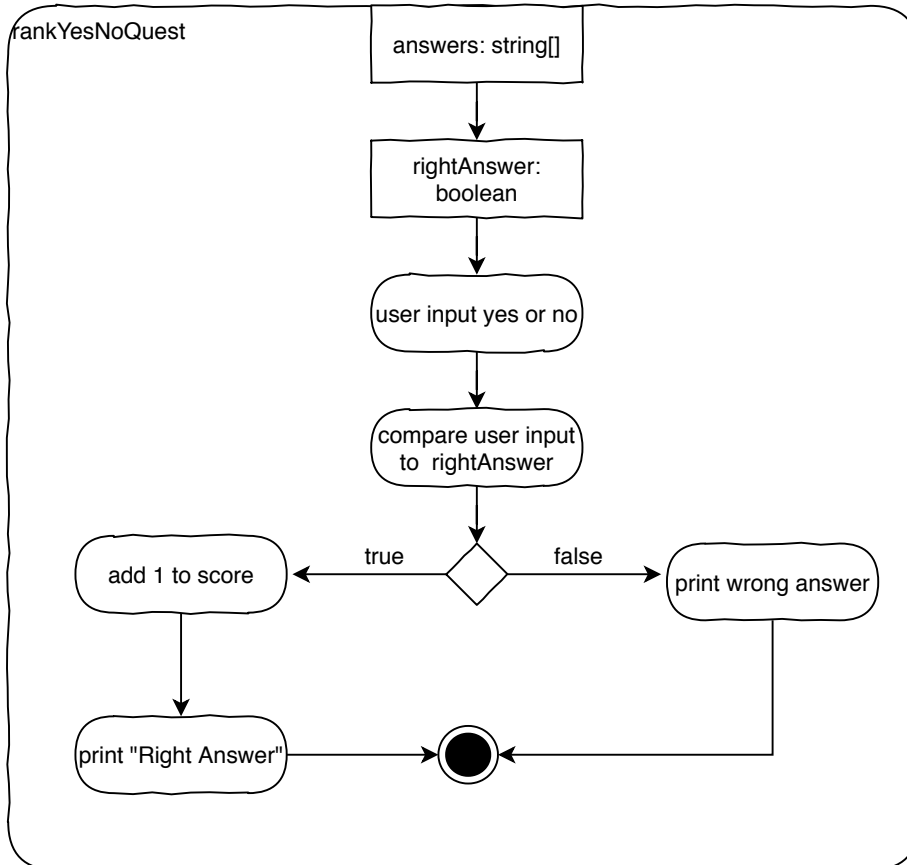 rankYesNoQuest
answers: string[]
rightAnswer:
boolean
user input yes or no
compare user input
to rightAnswer
true
false
add 1 to score
print wrong answer
print "Right Answer"